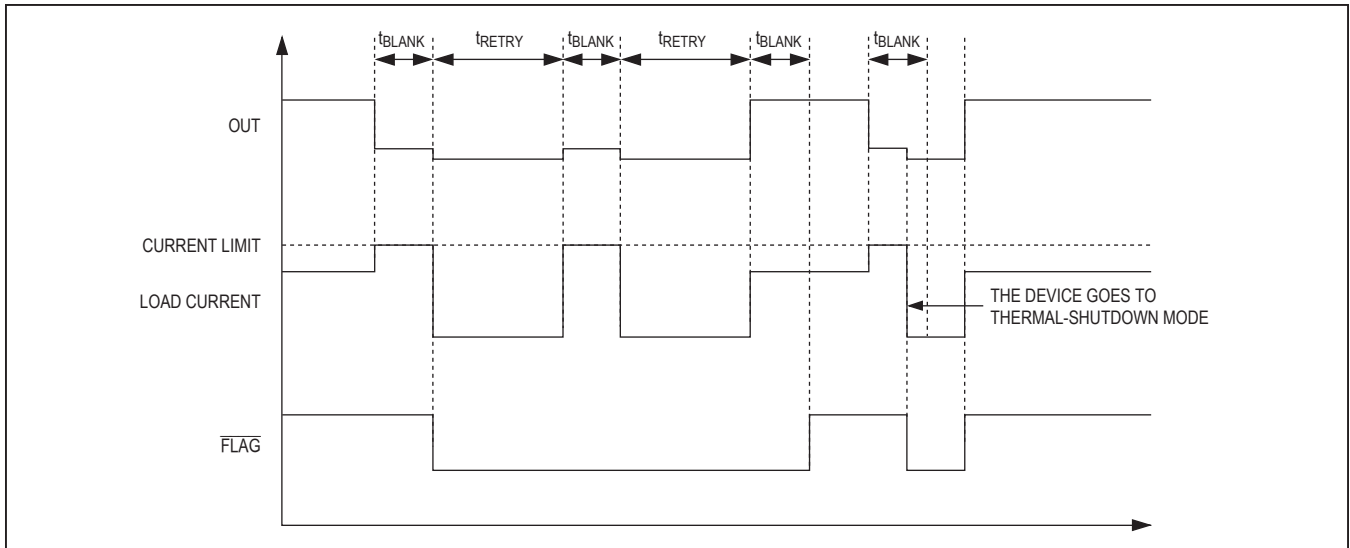 tBLANK tRETRY tBLANK tRETRY tBLANK tBLANK
OUT
CURRENT LIMIT
LOAD CURRENT
THE DEVICE GOES TO
THERMAL-SHUTDOWN MODE
FLAG